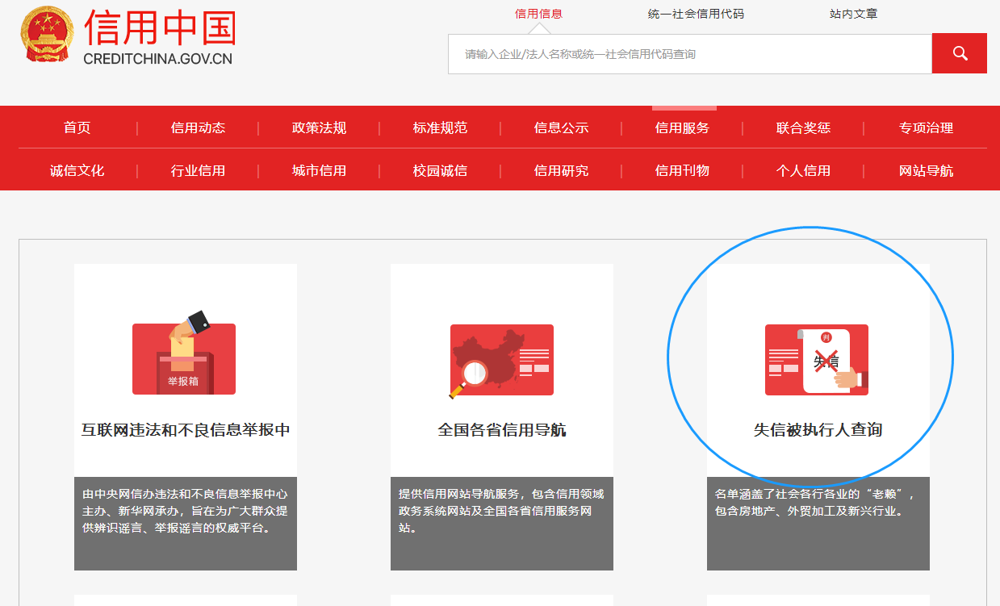 信用中国
CREDITCHINA.GOV.CN
信用信息 统一社会信用代码 站内文章
请输入企业/法人名称或统一社会信用代码查询
首页 信用动态 政策法规 标准规范 信息公示 信用服务 联合奖惩 专项治理
诚信文化 行业信用 城市信用 校园诚信 信用研究 信用刊物 个人信用 网站导航
举报箱
判
失信
互联网违法和不良信息举报中
全国各省信用导航
失信被执行人查询
由中央网信办违法和不良信息举报中心
主办、新华网承办，旨在为广大群众提
供辨识谣言、举报谣言的权威平台。
提供信用网站导航服务，包含信用领域
政务系统网站及全国各省信用服务网
站。
名单涵盖了社会各行各业的“老赖”，
包含房地产、外贸加工及新兴行业。